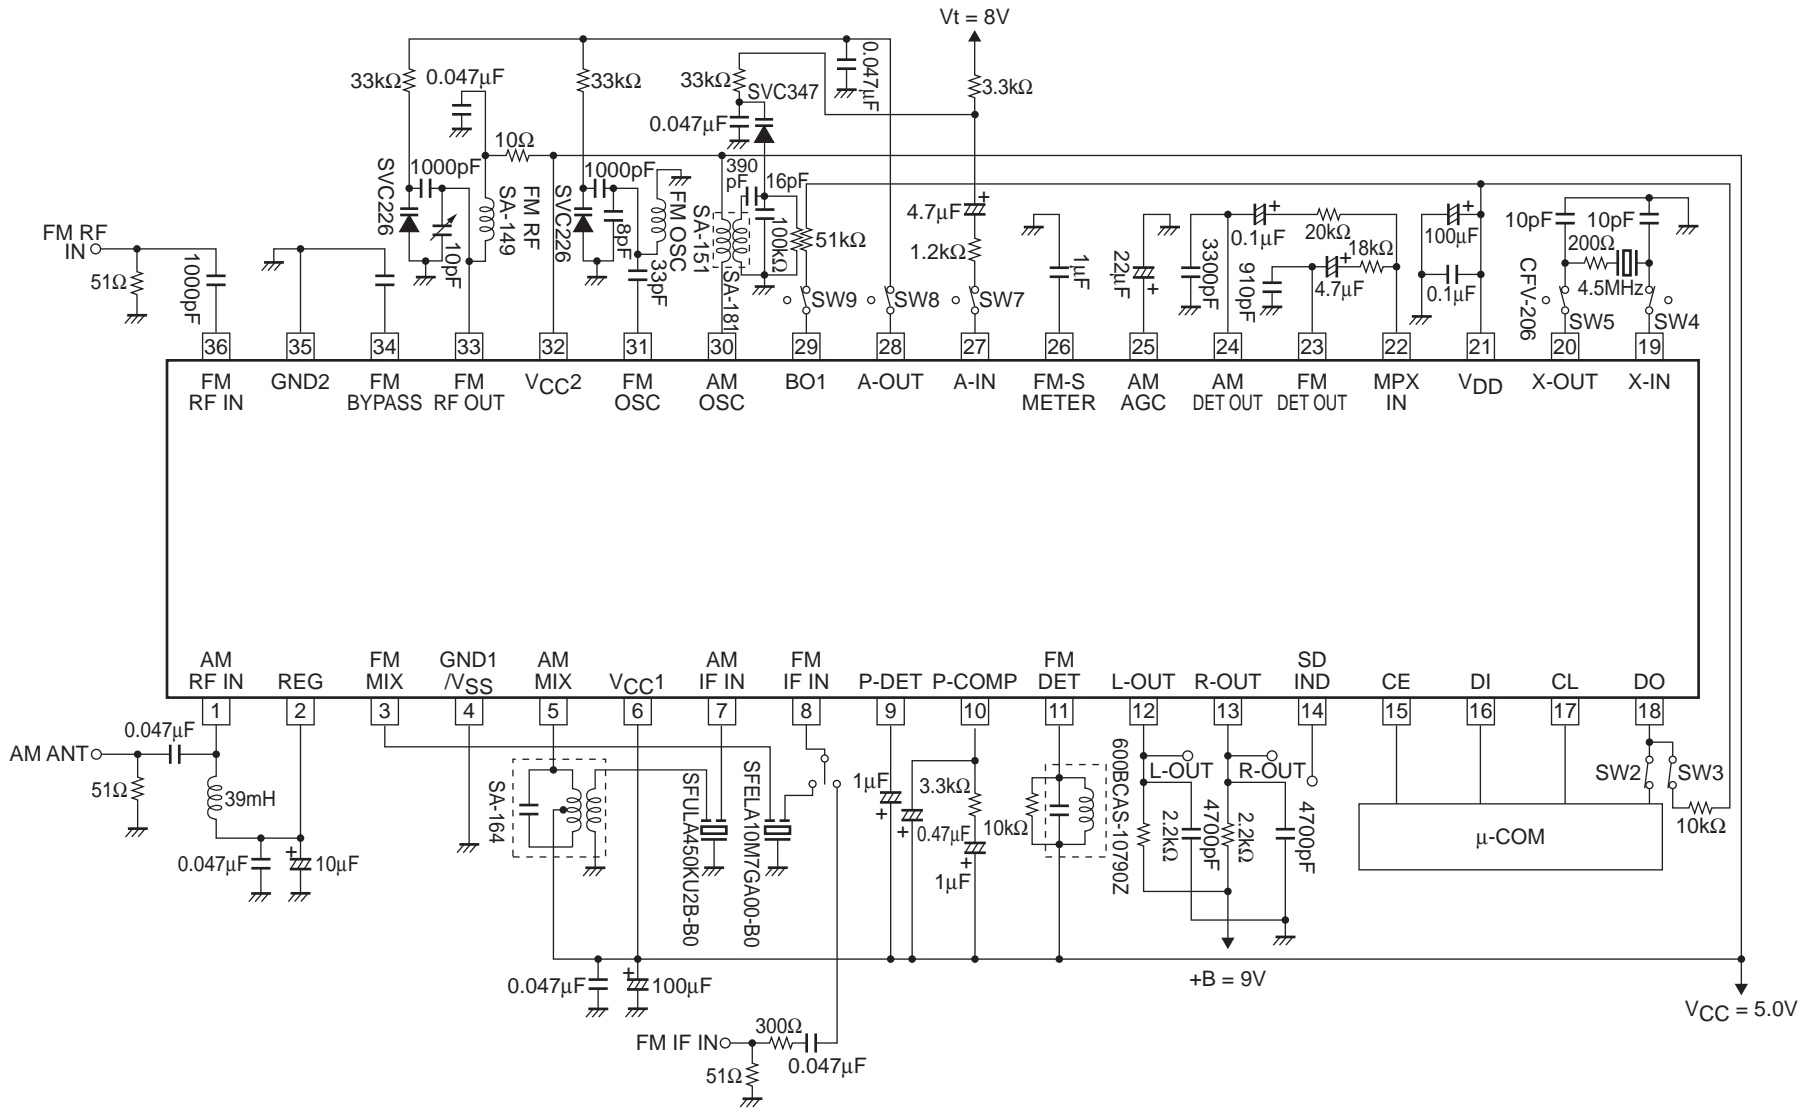 Vt = 8V
33kΩ
0.047µF
33kΩ
33kΩ
SVC347
0.047µF
0.047µF
3.3kΩ
10Ω
SVC226
1000pF
10pF
SA-149
FM RF
SVC226
1000pF
8pF
33pF
FM OSC
SA-151
SA-181
390
pF
16pF
100kΩ
51kΩ
4.7µF
1.2kΩ
FM RF
IN
51Ω
1000pF
SW9
SW8
SW7
1µF
22µF
3300pF
0.1µF
20kΩ
910pF
4.7µF
18kΩ
100µF
0.1µF
10pF
10pF
200Ω
4.5MHz
CFV-206
SW5
SW4
36 35 34 33 32 31 30 29 28 27 26 25 24 23 22 21 20 19
FM
RF IN
GND2
FM
BYPASS
FM
RF OUT
VCC2
FM
OSC
AM
OSC
BO1
A-OUT
A-IN
FM-S
METER
AM
AGC
AM
DET OUT
FM
DET OUT
MPX
IN
VDD
X-OUT
X-IN
AM
RF IN
REG
FM
MIX
GND1
/VSS
AM
MIX
VCC1
AM
IF IN
FM
IF IN
P-DET
P-COMP
FM
DET
L-OUT
R-OUT
SD
IND
CE
DI
CL
DO
1 2 3 4 5 6 7 8 9 10 11 12 13 14 15 16 17 18
AM ANT
0.047µF
51Ω
39mH
0.047µF
+
10µF
SA-164
SFULA450KU2B-B0
SFELA10M7GA00-B0
1µF
+
3.3kΩ
0.47µF
+
+
1µF
10kΩ
600BCAS-10790Z
L-OUT
2.2kΩ
4700pF
R-OUT
2.2kΩ
4700pF
SW2
SW3
10kΩ
µ-COM
+B = 9V
0.047µF
+
100µF
VCC = 5.0V
FM IF IN
300Ω
51Ω
0.047µF